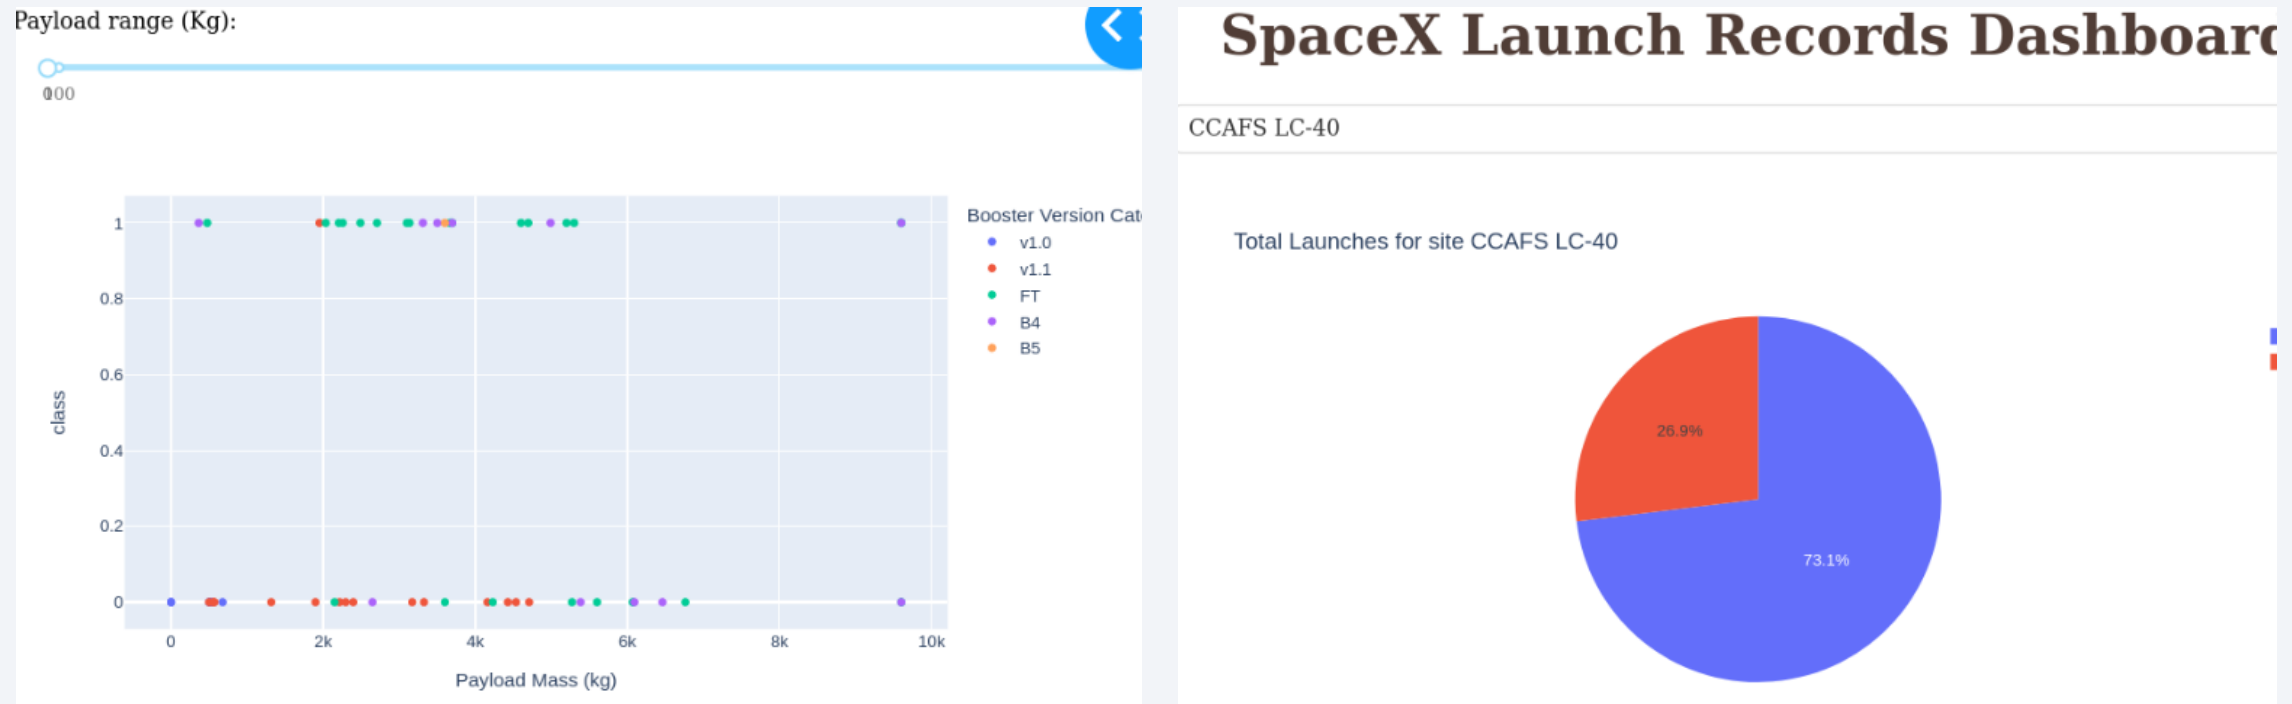 Payload range (Kg):
0
100
1
0.8
0.6
0.4
0.2
0
class
0
2k
4k
6k
8k
10k
Payload Mass (kg)
Booster Version Cat
v1.0
v1.1
FT
B4
B5
SpaceX Launch Records Dashboard
CCAFS LC-40
Total Launches for site CCAFS LC-40
26.9%
73.1%